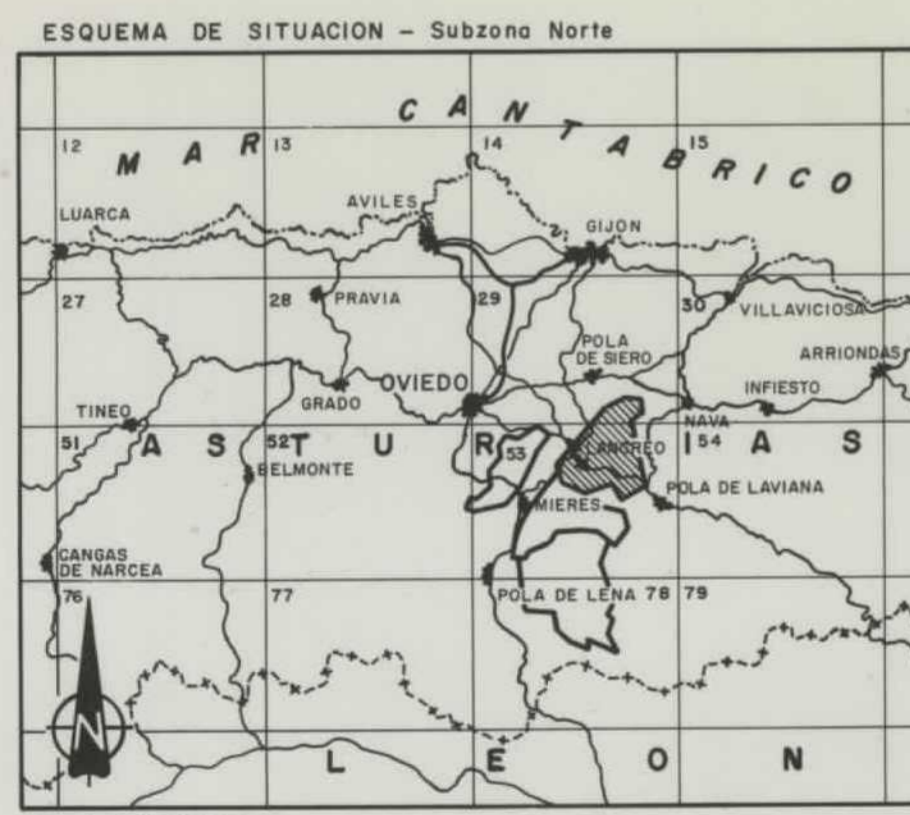 ESQUEMA DE SITUACION - Subzona Norte
MAR CANTABRICO
12
13
14
15
LUARCA
AVILES
GIJON
27
28
PRAVIA
29
30
VILLAVICIOSA
POLA
DE SIERO
ARRIONDAS
OVIEDO
GRADO
INFIESTO
TINEO
NAVA
51
52
53
54
ASTURIAS
LANGREO
BELMONTE
POLA DE LAVIANA
MIERES
CANGAS
DE NARCEA
76
77
POLA DE LENA 78
79
N
LEON